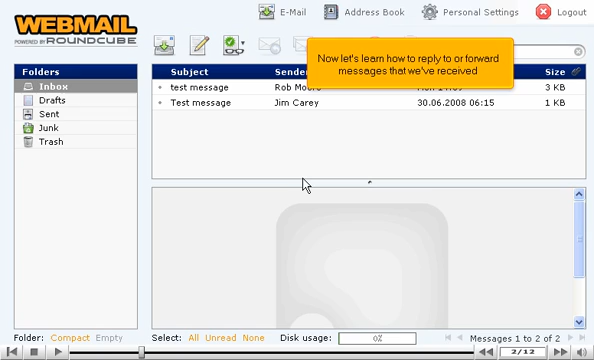 E-Mail Address Book Personal Settings Logout
WEBMAIL
POWERED BY ROUNDCUBE
Now let's learn how to reply to or forward
messages that we've received
Folders
Inbox
Drafts
Sent
Junk
Trash
Subject Size
test message Rob 3 KB
Test message Jim Carey 30.06.2008 06:15 1 KB
Folder: Compact Empty Select: All Unread None Disk usage: 0% Messages 1 to 2 of 2
2/12